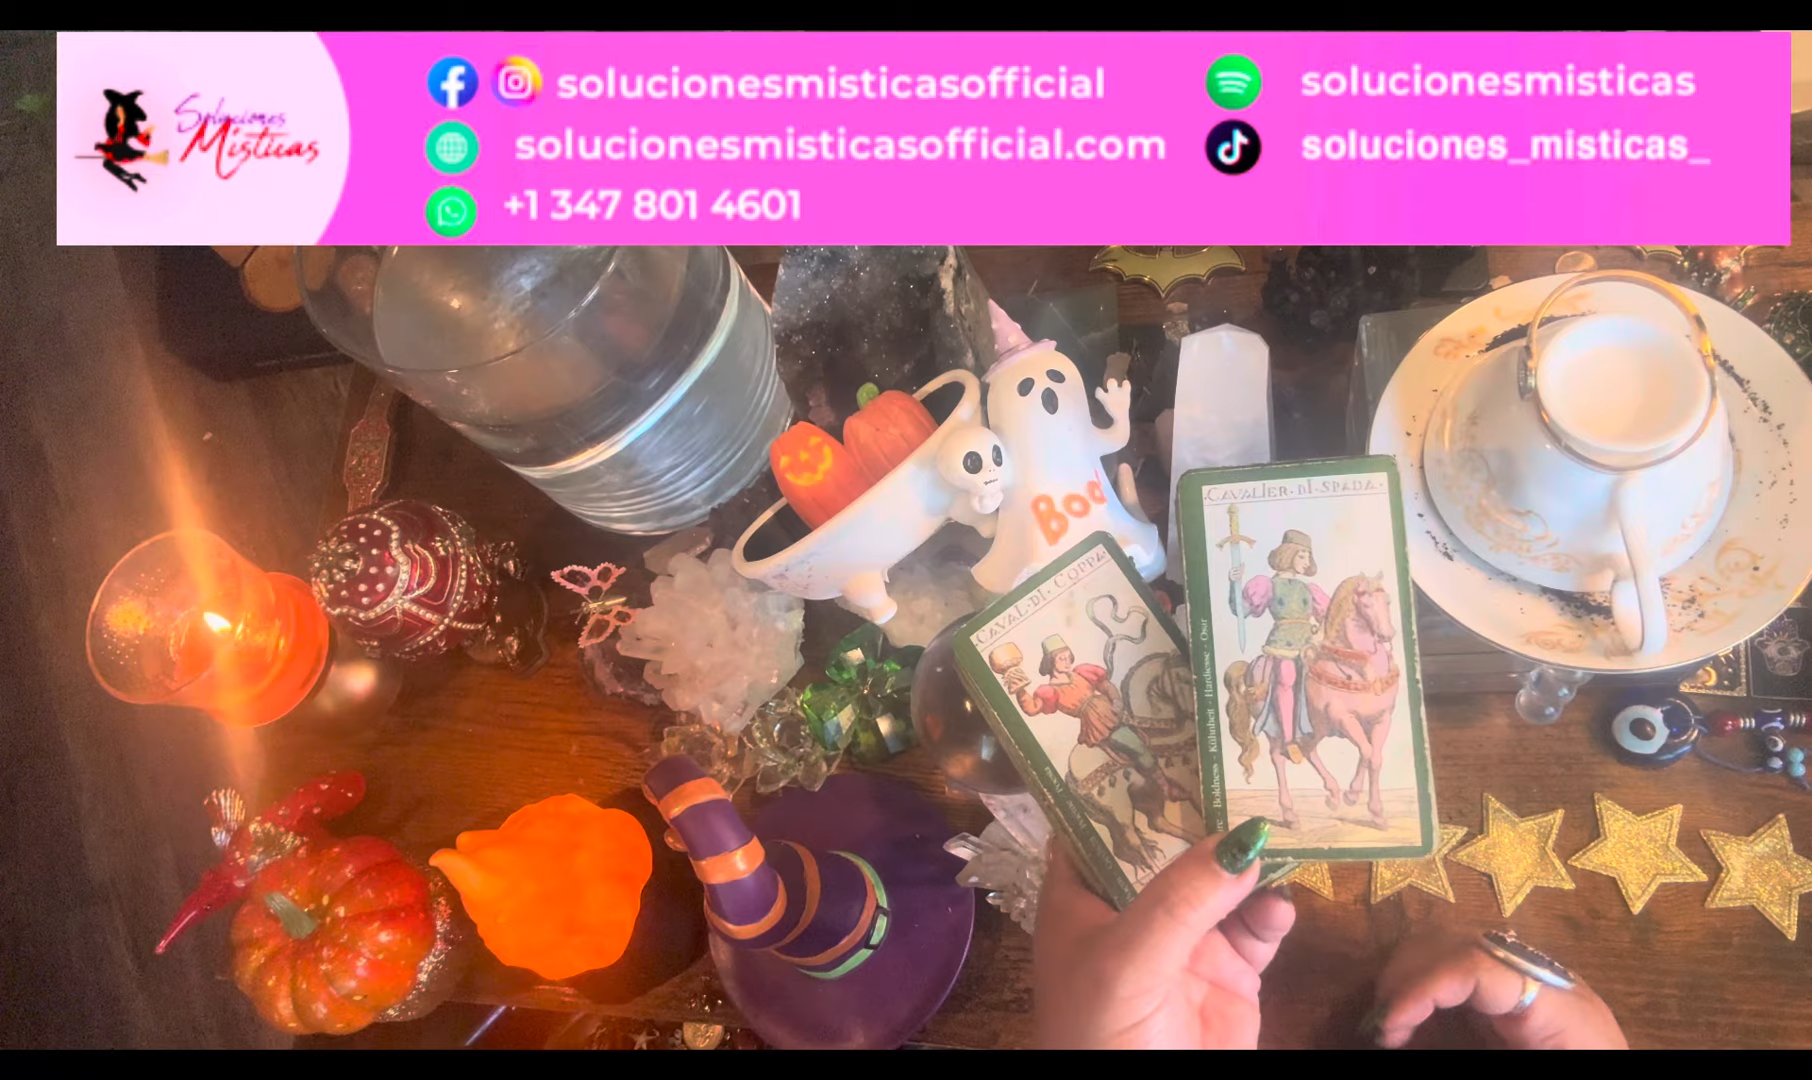 Soluciones
Misticas
solucionesmisticasofficial
solucionesmisticasofficial.com
+1 347 801 4601
solucionesmisticas
soluciones_misticas_
Boo
CAVAL·DI·COPPA
CAVALIER·DI·SPADA·
Boldness - Kühnheit - Hardiesse - Osar